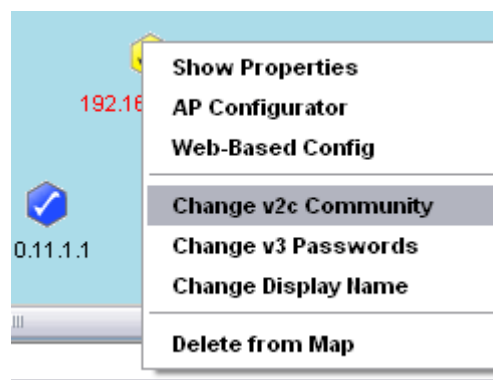 Show Properties
192.16
AP Configurator
Web-Based Config
Change v2c Community
0.11.1.1
Change v3 Passwords
Change Display Name
Delete from Map